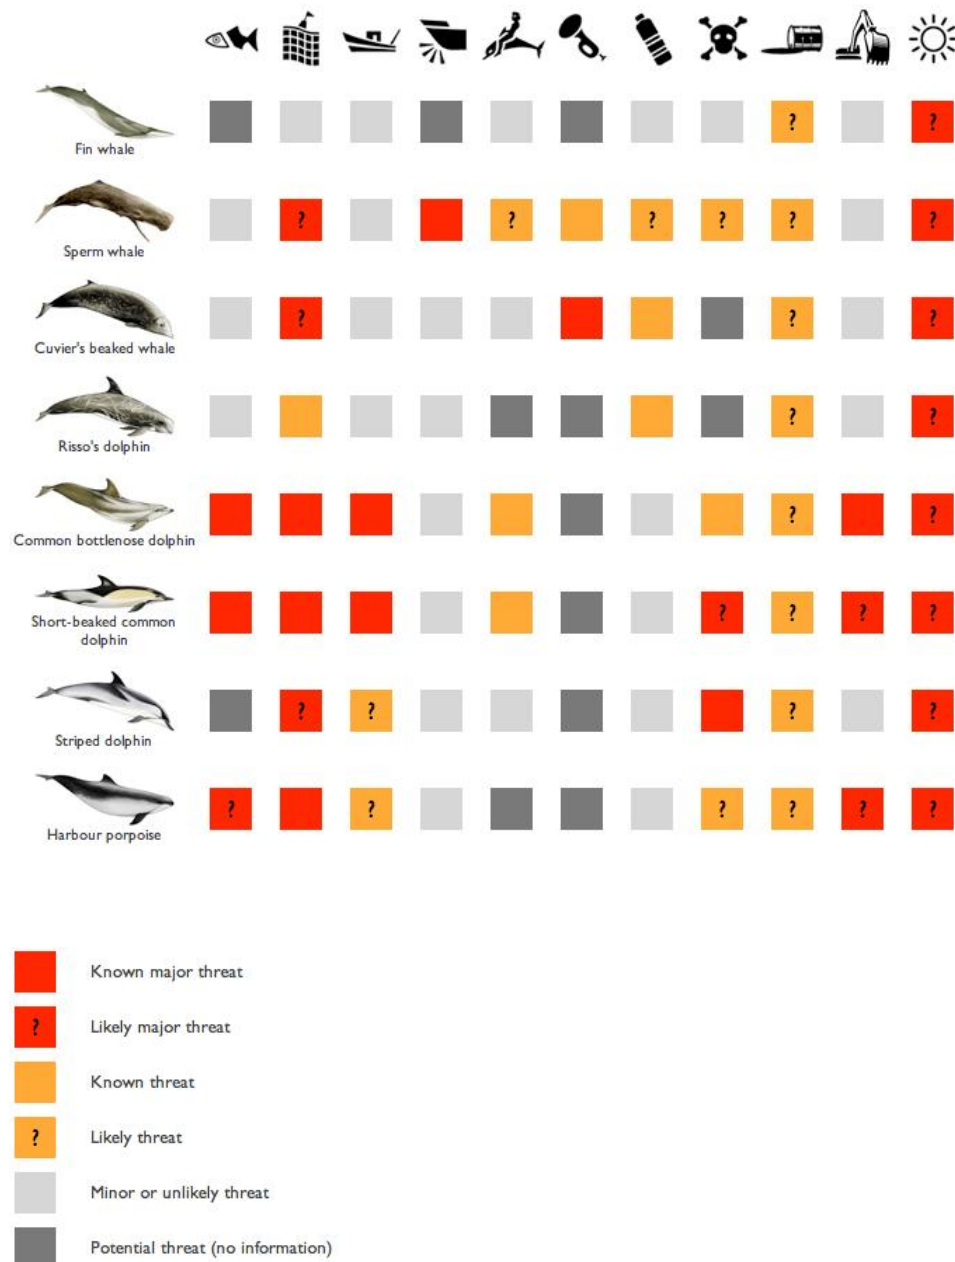 Fin whale
? ?
Sperm whale
? ? ? ? ? ?
Cuvier's beaked whale
? ? ?
Risso's dolphin
? ?
Common bottlenose dolphin
? ?
Short-beaked common
dolphin
? ? ? ?
Striped dolphin
? ? ? ?
Harbour porpoise
? ? ? ? ? ?
Known major threat
? Likely major threat
Known threat
? Likely threat
Minor or unlikely threat
Potential threat (no information)